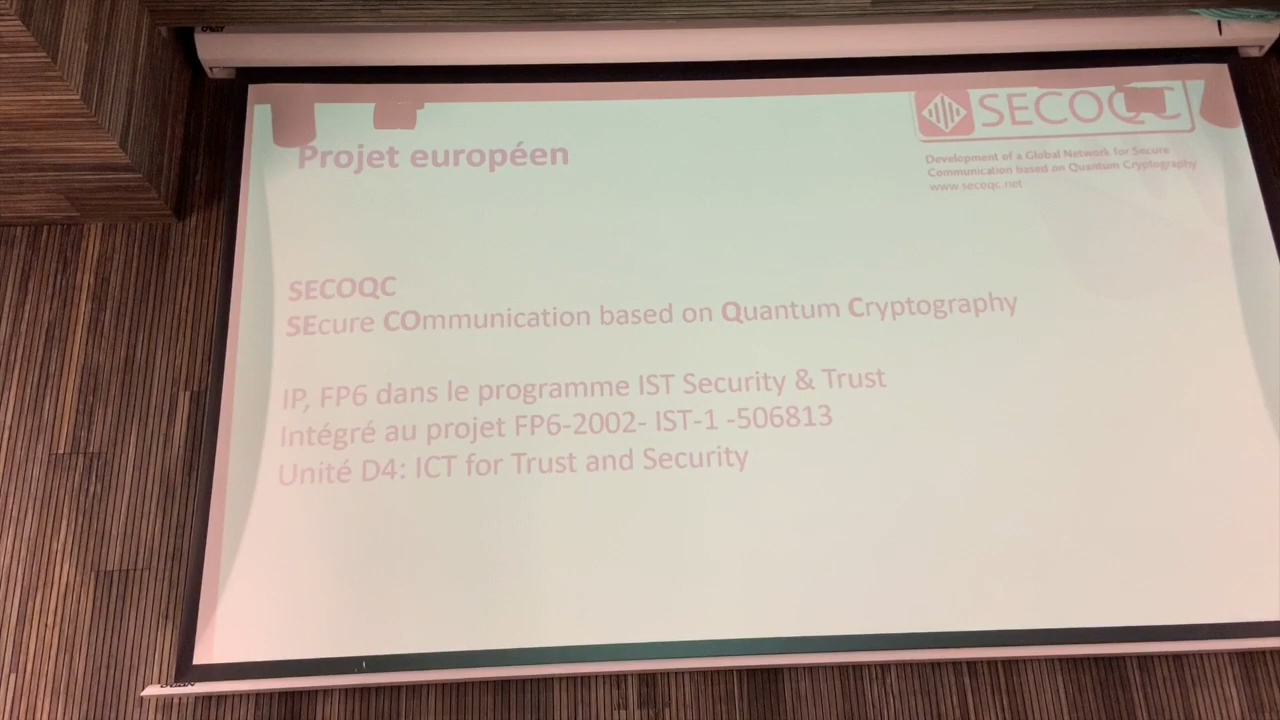 Projet européen
SECOQC
Development of a Global Network for Secure
Communication based on Quantum Cryptography
www.secoqc.net
SECOQC
SEcure COmmunication based on Quantum Cryptography
IP, FP6 dans le programme IST Security & Trust
Intégré au projet FP6-2002- IST-1 -506813
Unité D4: ICT for Trust and Security